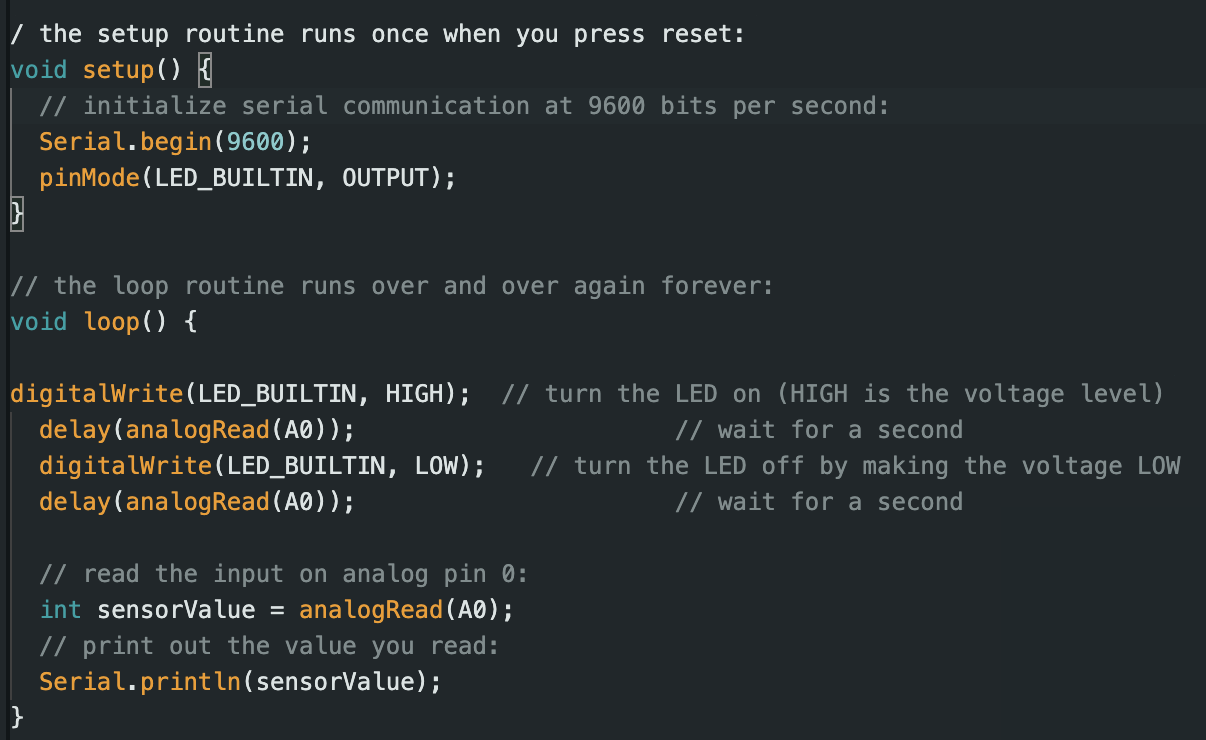 / the setup routine runs once when you press reset:
void setup() {
  // initialize serial communication at 9600 bits per second:
  Serial.begin(9600);
  pinMode(LED_BUILTIN, OUTPUT);
}

// the loop routine runs over and over again forever:
void loop() {

digitalWrite(LED_BUILTIN, HIGH);  // turn the LED on (HIGH is the voltage level)
  delay(analogRead(A0));                      // wait for a second
  digitalWrite(LED_BUILTIN, LOW);   // turn the LED off by making the voltage LOW
  delay(analogRead(A0));                      // wait for a second

  // read the input on analog pin 0:
  int sensorValue = analogRead(A0);
  // print out the value you read:
  Serial.println(sensorValue);
}